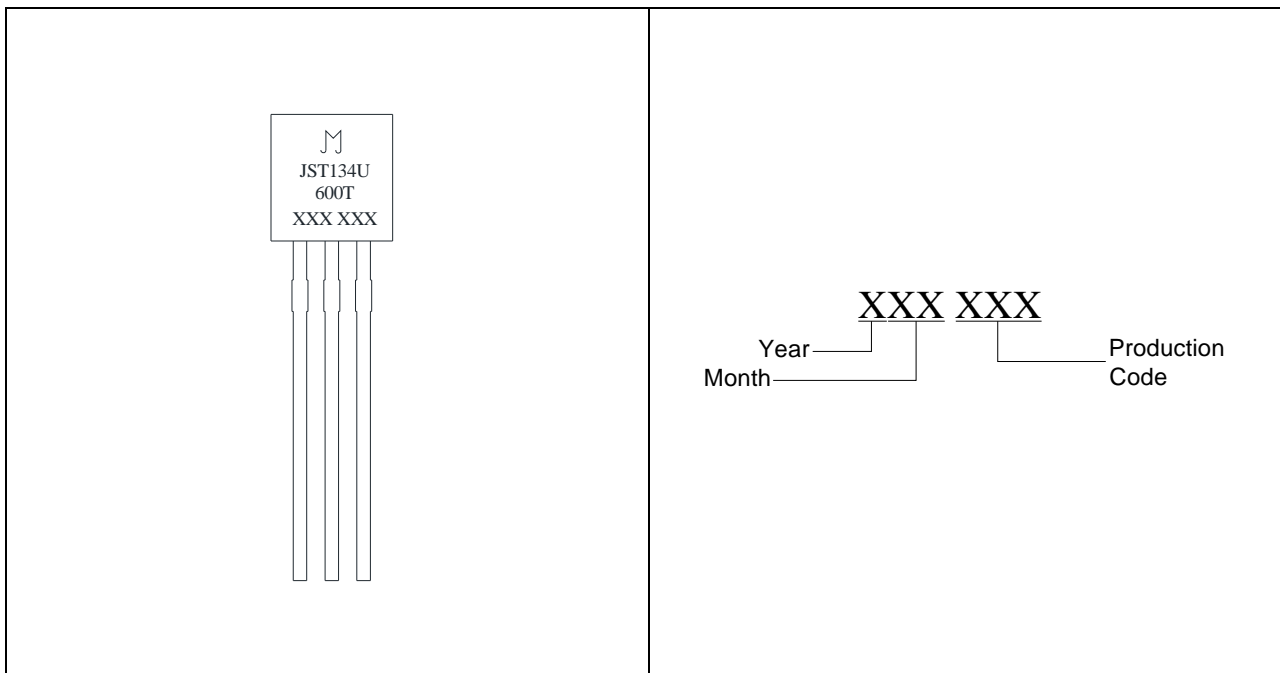 JST134U
600T
XXX XXX
XXX XXX
Year
Month
Production
Code